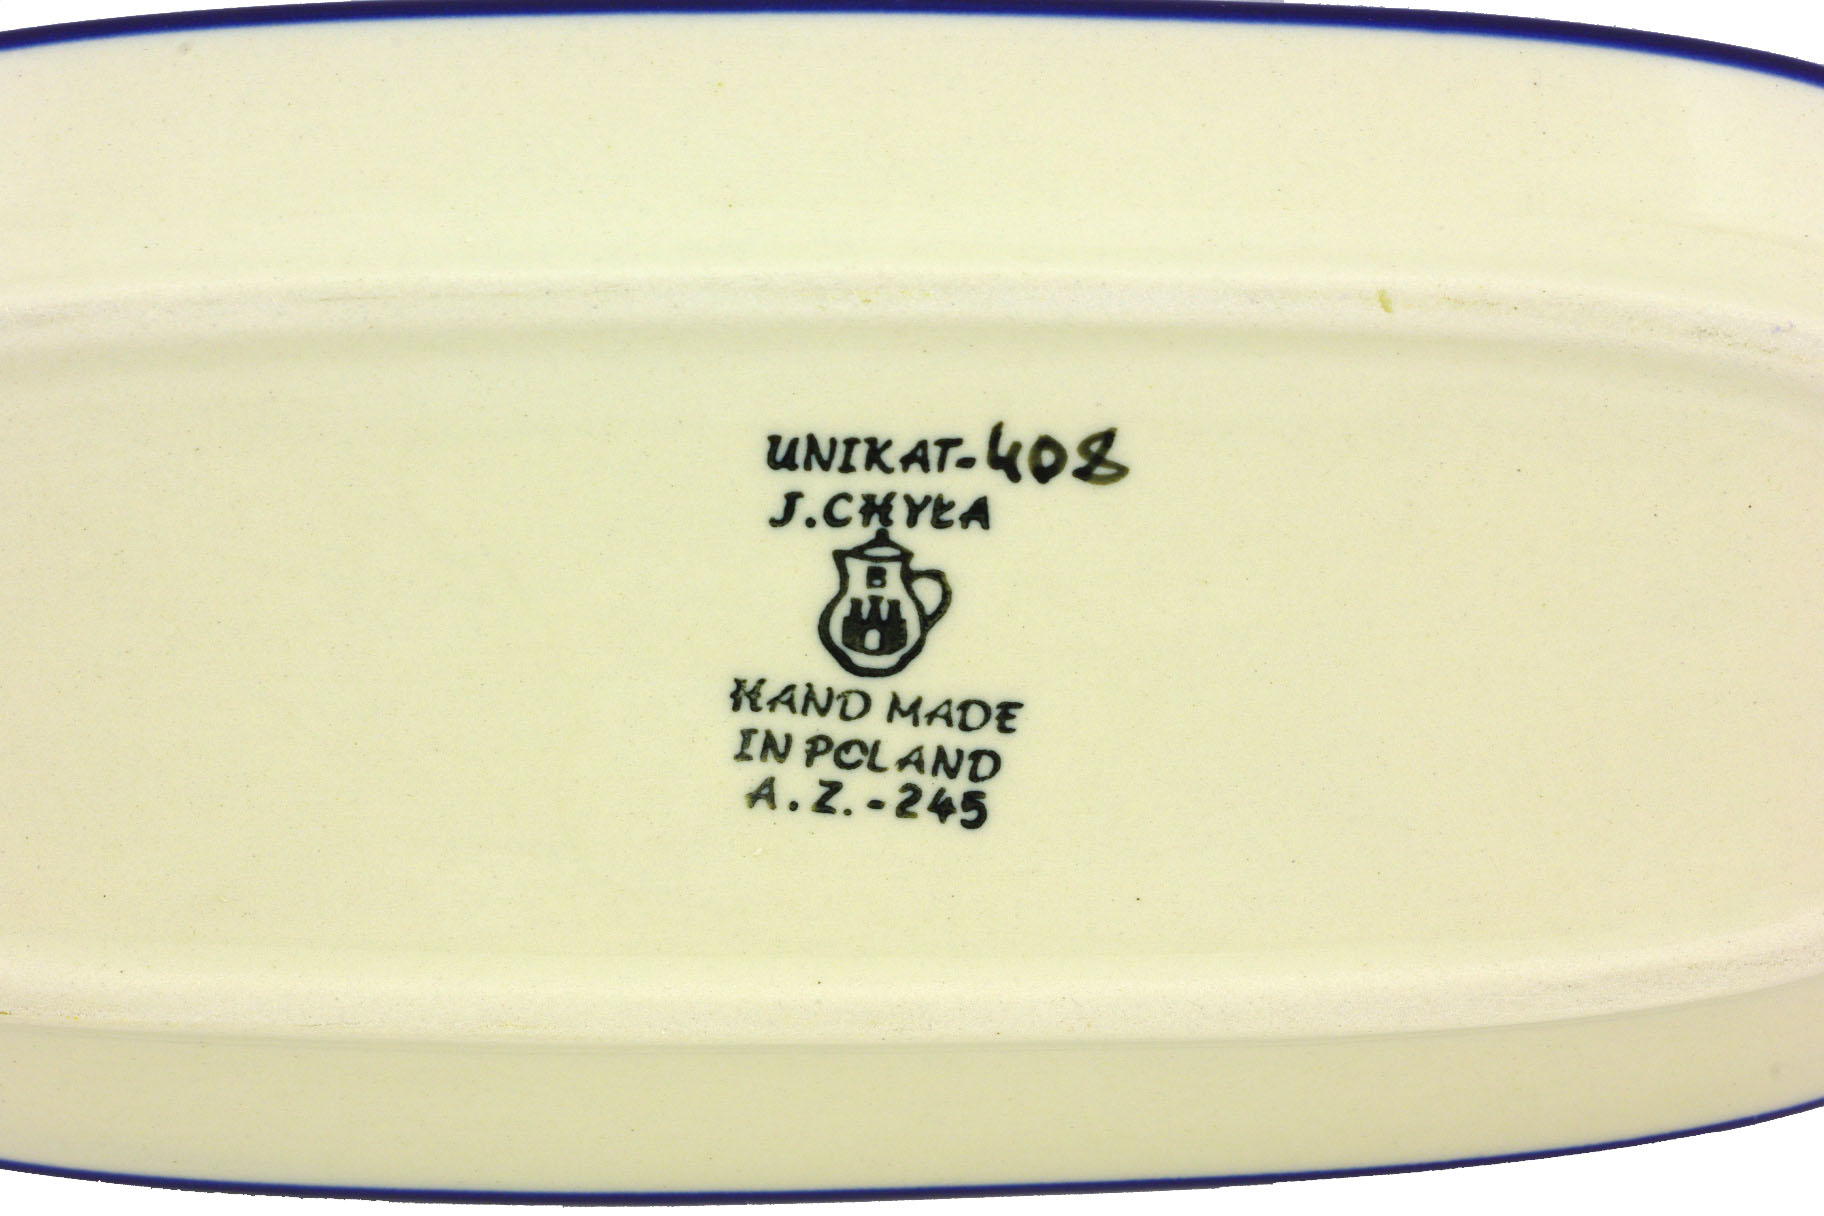 UNIKAT-408
J.CHYŁA
B
HAND MADE
IN POLAND
A.Z.-245